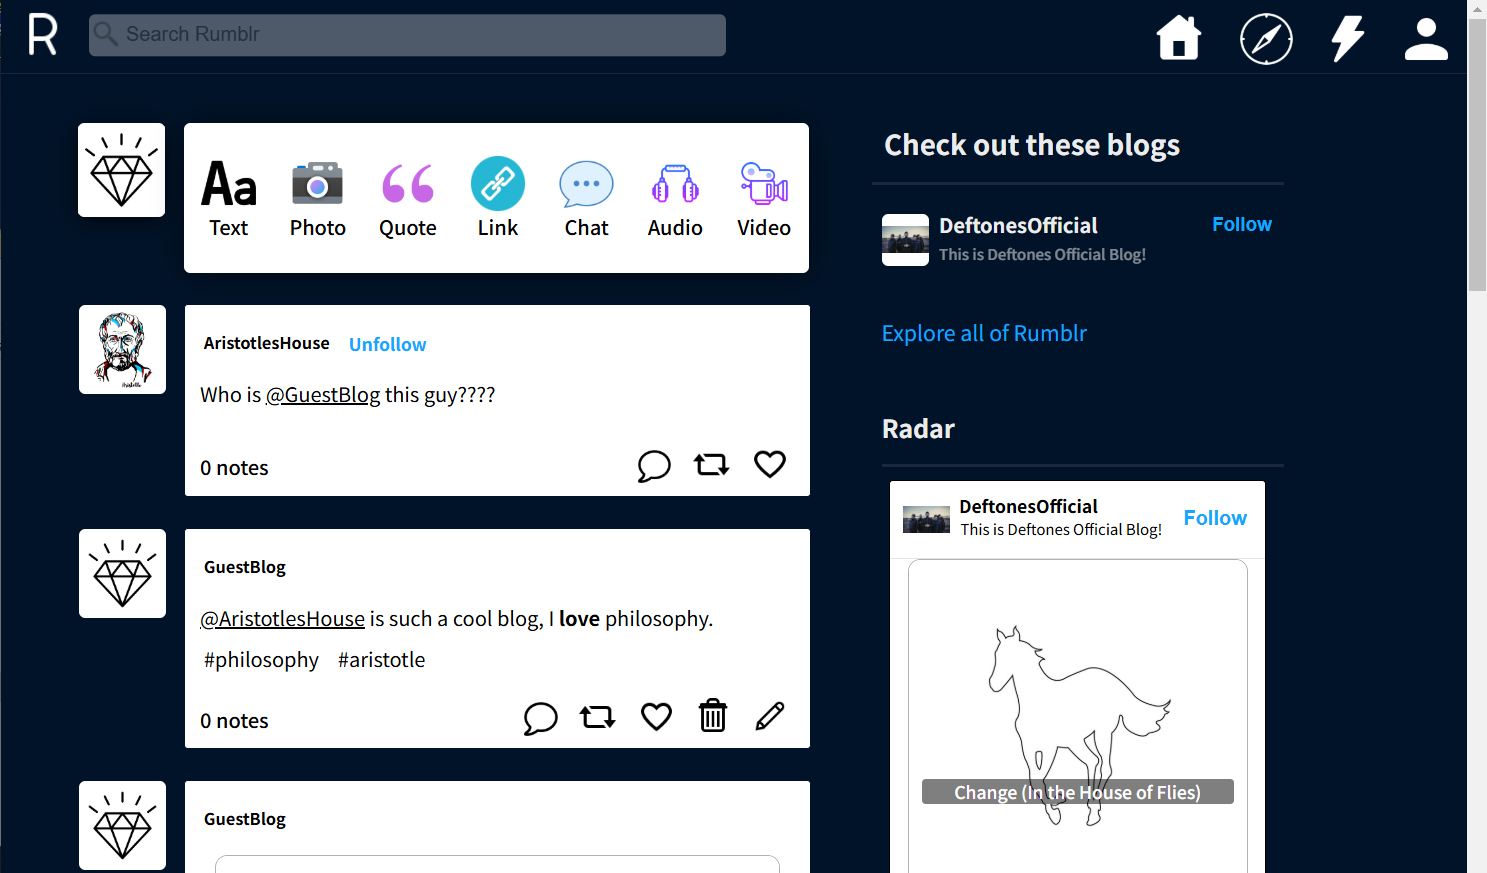 R
Search Rumblr
Text Photo Quote Link Chat Audio Video
Aa
AristotlesHouse Unfollow
Who is @GuestBlog this guy????
0 notes
GuestBlog
@AristotlesHouse is such a cool blog, I love philosophy.
#philosophy #aristotle
0 notes
GuestBlog
Check out these blogs
DeftonesOfficial Follow
This is Deftones Official Blog!
Explore all of Rumblr
Radar
DeftonesOfficial
This is Deftones Official Blog!
Follow
Change (In the House of Flies)